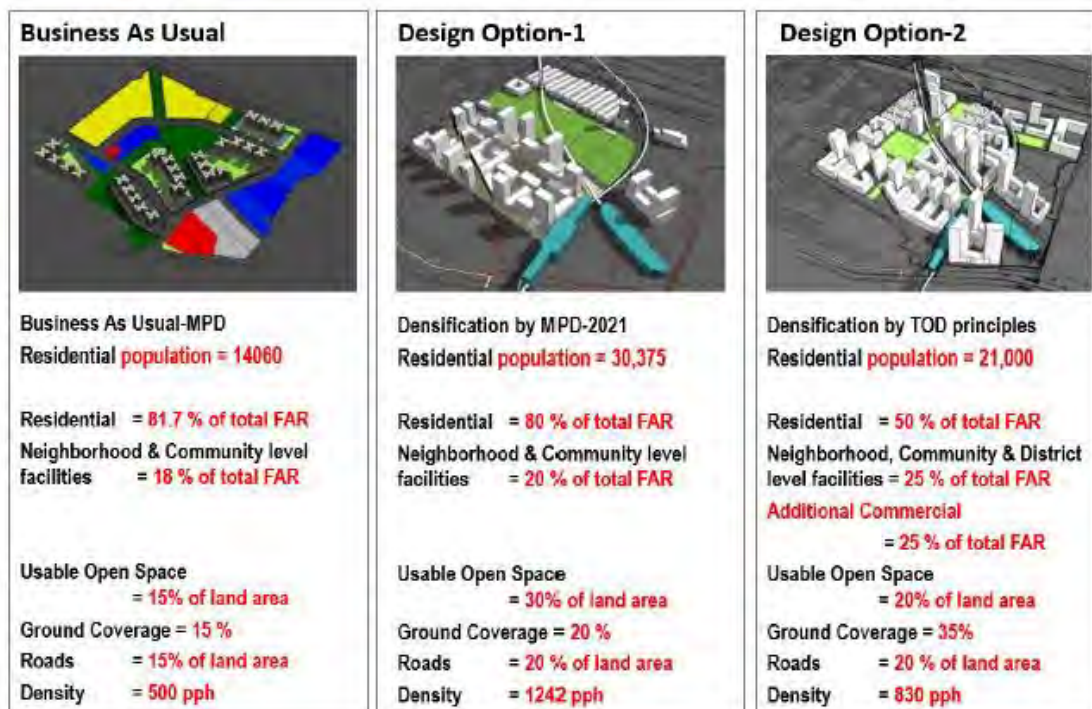 Business As Usual
Business As Usual-MPD
Residential population = 14060
Residential = 81.7 % of total FAR
Neighborhood & Community level
facilities = 18 % of total FAR
Usable Open Space
= 15% of land area
Ground Coverage = 15 %
Roads = 15% of land area
Density = 500 pph
Design Option-1
Densification by MPD-2021
Residential population = 30,375
Residential = 80 % of total FAR
Neighborhood & Community level
facilities = 20 % of total FAR
Usable Open Space
= 30% of land area
Ground Coverage = 20 %
Roads = 20 % of land area
Density = 1242 pph
Design Option-2
Densification by TOD principles
Residential population = 21,000
Residential = 50 % of total FAR
Neighborhood, Community & District
level facilities = 25 % of total FAR
Additional Commercial
= 25 % of total FAR
Usable Open Space
= 20% of land area
Ground Coverage = 35%
Roads = 20 % of land area
Density = 830 pph